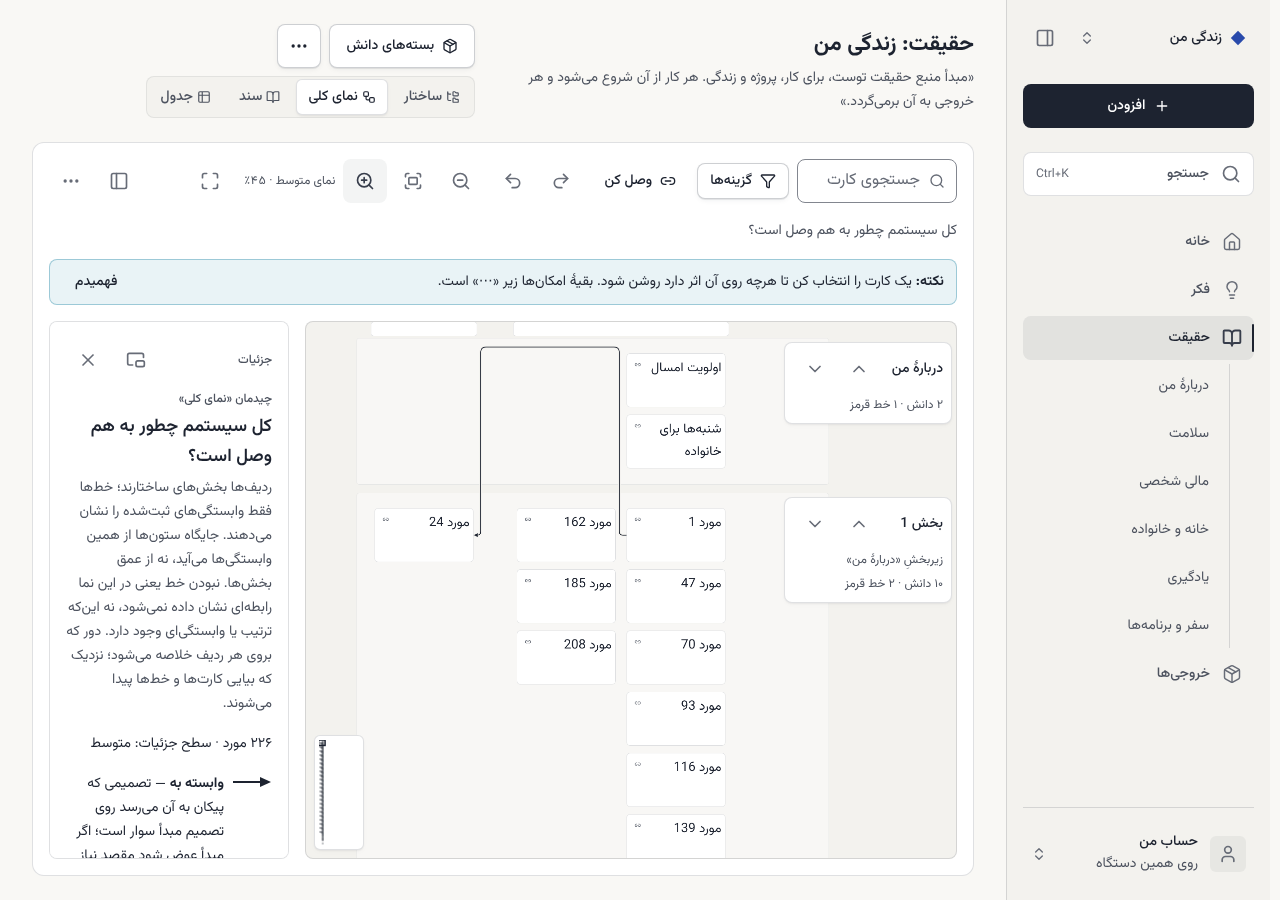 زندگی من
افزودن
جستجو
Ctrl+K
خانه
فکر
حقیقت
دربارهٔ من
سلامت
مالی شخصی
خانه و خانواده
یادگیری
سفر و برنامه‌ها
خروجی‌ها
حساب من
روی همین دستگاه
حقیقت: زندگی من
«مبدأ منبع حقیقت توست، برای کار، پروژه و زندگی. هر کار از آن شروع می‌شود و هر
خروجی به آن برمی‌گردد.»
بسته‌های دانش
ساختار
نمای کلی
سند
جدول
جستجوی کارت
گزینه‌ها
وصل کن
نمای متوسط · ۴۵٪
کل سیستمم چطور به هم وصل است؟
نکته: یک کارت را انتخاب کن تا هرچه روی آن اثر دارد روشن شود. بقیهٔ امکان‌ها زیر «···» است.
فهمیدم
دربارهٔ من
۲ دانش · ۱ خط قرمز
اولویت امسال
شنبه‌ها برای
خانواده
بخش 1
زیربخش «دربارهٔ من»
۱۰ دانش · ۲ خط قرمز
مورد 1
مورد 162
مورد 24
مورد 47
مورد 185
مورد 70
مورد 208
مورد 93
مورد 116
مورد 139
جزئیات
چیدمان «نمای کلی»
کل سیستمم چطور به هم
وصل است؟
ردیف‌ها بخش‌های ساختارند؛ خط‌ها
فقط وابستگی‌های ثبت‌شده را نشان
می‌دهند. جایگاه ستون‌ها از همین
وابستگی‌ها می‌آید، نه از عمق
بخش‌ها. نبودن خط یعنی در این نما
رابطه‌ای نشان داده نمی‌شود، نه این‌که
ترتیب یا وابستگی‌ای وجود دارد. دور که
بروی هر ردیف خلاصه می‌شود؛ نزدیک
که بیایی کارت‌ها و خط‌ها پیدا
می‌شوند.
۲۲۶ مورد · سطح جزئیات: متوسط
وابسته به — تصمیمی که
پیکان به آن می‌رسد روی
تصمیم مبدأ سوار است؛ اگر
مبدأ عوض شود مقصد نیاز